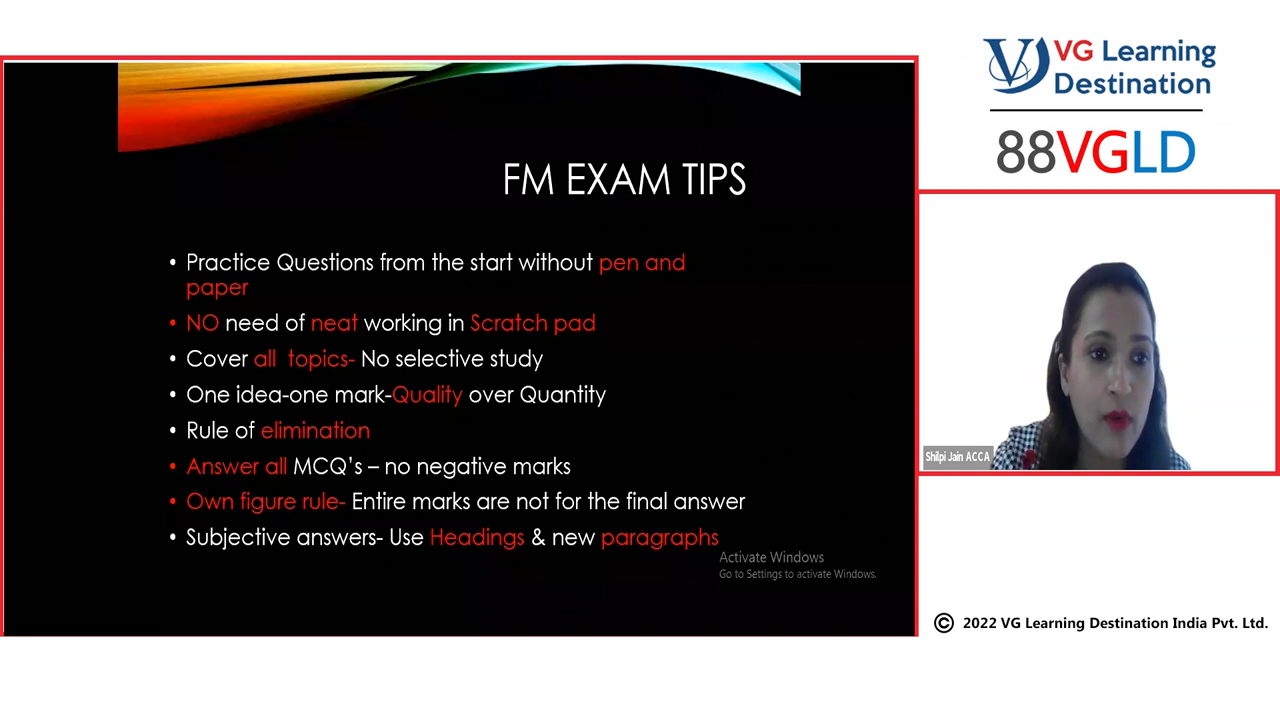 FM EXAM TIPS
• Practice Questions from the start without pen and
paper
• NO need of neat working in Scratch pad
• Cover all topics- No selective study
• One idea-one mark-Quality over Quantity
• Rule of elimination
• Answer all MCQ's – no negative marks
• Own figure rule- Entire marks are not for the final answer
• Subjective answers- Use Headings & new paragraphs
Activate Windows
Go to Settings to activate Windows.
VG Learning
Destination
88VGLD
Shilpi Jain ACCA
© 2022 VG Learning Destination India Pvt. Ltd.